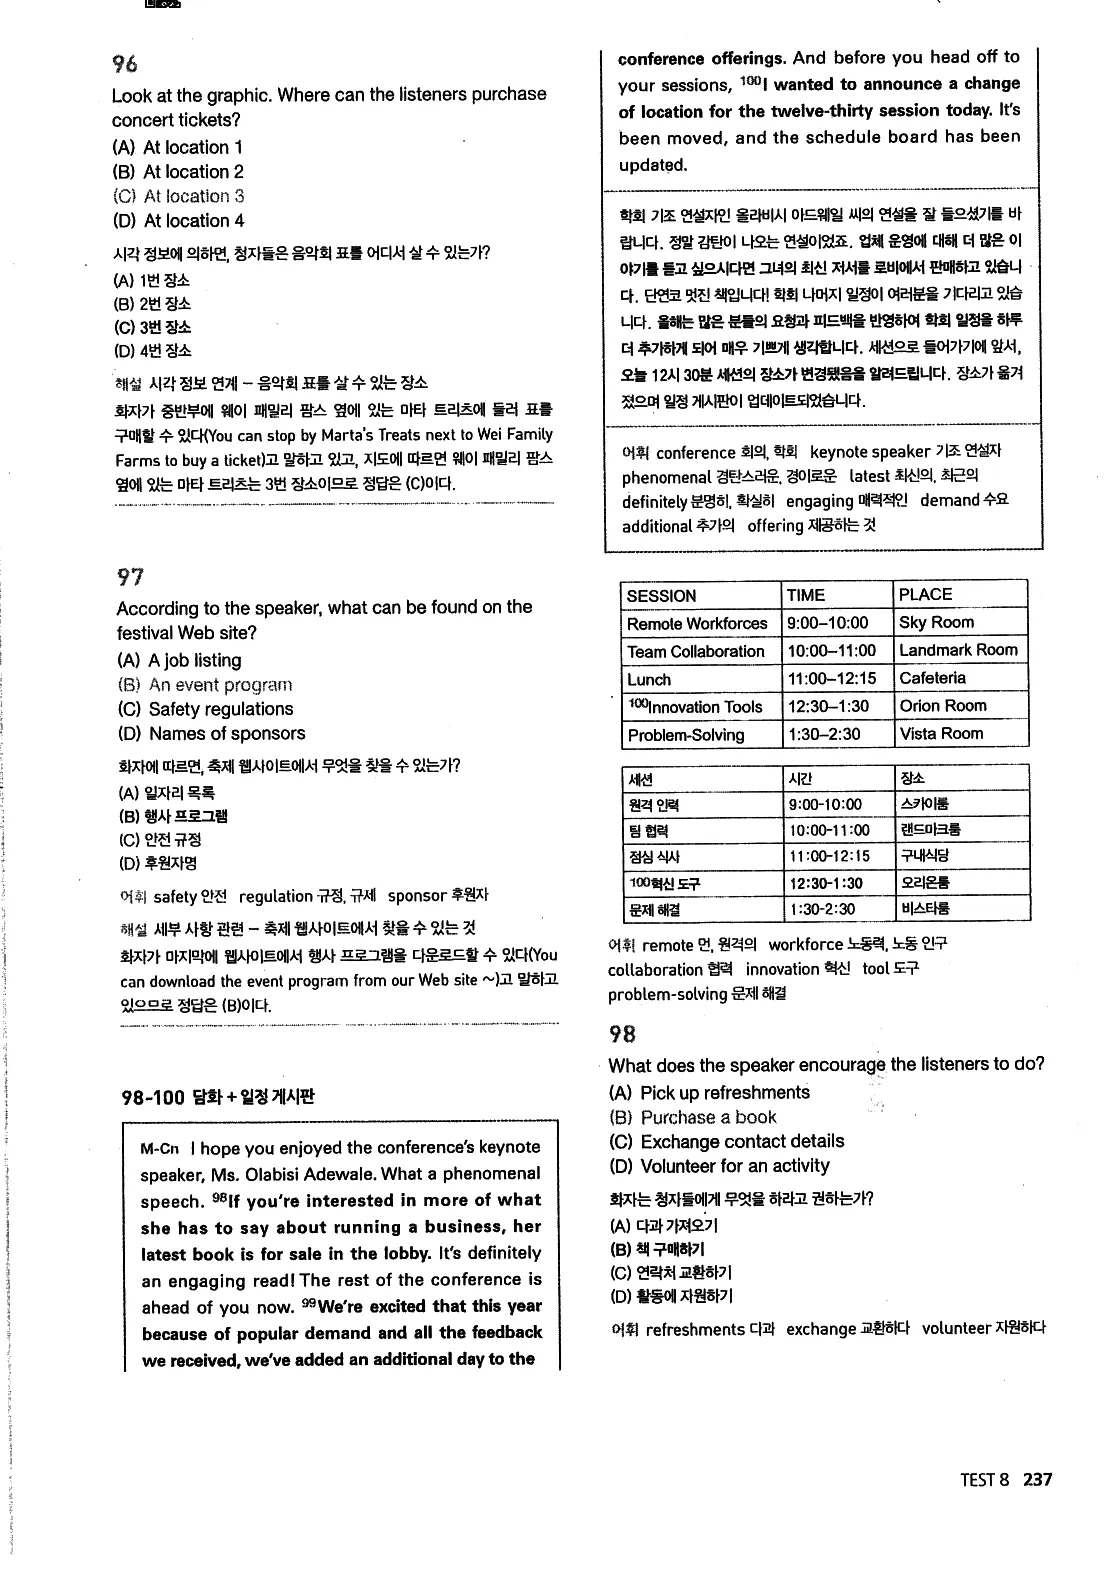 96
Look at the graphic. Where can the listeners purchase
concert tickets?
(A) At location 1
(B) At location 2
(C) At location 3
(D) At location 4
시각 정보에 의하면, 청자들은 음악회 표를 어디서 살 수 있는가?
(A) 1번 장소
(B) 2번 장소
(C) 3번 장소
(D) 4번 장소
해설 시각 정보 연계 – 음악회 표를 살 수 있는 장소
화자가 중반부에 웨이 패밀리 팜스 옆에 있는 마타 트리츠에 들러 표를
구매할 수 있다(You can stop by Marta's Treats next to Wei Family
Farms to buy a ticket)고 말하고 있고, 지도에 따르면 웨이 패밀리 팜스
옆에 있는 마타 트리츠는 3번 장소이므로 정답은 (C)이다.
97
According to the speaker, what can be found on the
festival Web site?
(A) A job listing
(B) An event program
(C) Safety regulations
(D) Names of sponsors
화자에 따르면, 축제 웹사이트에서 무엇을 찾을 수 있는가?
(A) 일자리 목록
(B) 행사 프로그램
(C) 안전 규정
(D) 후원자명
어휘 safety 안전 regulation 규정, 규제 sponsor 후원자
해설 세부 사항 관련 – 축제 웹사이트에서 찾을 수 있는 것
화자가 마지막에 웹사이트에서 행사 프로그램을 다운로드할 수 있다(You
can download the event program from our Web site ~)고 말하고
있으므로 정답은 (B)이다.
98-100 담화 + 일정 게시판
M-Cn I hope you enjoyed the conference's keynote
speaker, Ms. Olabisi Adewale. What a phenomenal
speech. 98If you're interested in more of what
she has to say about running a business, her
latest book is for sale in the lobby. It's definitely
an engaging read! The rest of the conference is
ahead of you now. 99We're excited that this year
because of popular demand and all the feedback
we received, we've added an additional day to the
conference offerings. And before you head off to
your sessions, 100I wanted to announce a change
of location for the twelve-thirty session today. It's
been moved, and the schedule board has been
updated.
학회 기조 연설자인 올라비시 아드웨일 씨의 연설을 잘 들으셨기를 바
랍니다. 정말 감탄이 나오는 연설이었죠. 업체 운영에 대해 더 많은 이
야기를 듣고 싶으시다면 그녀의 최신 저서를 로비에서 판매하고 있습니
다. 단연코 멋진 책입니다! 학회 나머지 일정이 여러분을 기다리고 있습
니다. 올해는 많은 분들의 요청과 피드백을 반영하여 학회 일정을 하루
더 추가하게 되어 매우 기쁘게 생각합니다. 세션으로 들어가기에 앞서,
오늘 12시 30분 세션의 장소가 변경됐음을 알려드립니다. 장소가 옮겨
졌으며 일정 게시판이 업데이트되었습니다.
어휘 conference 회의, 학회 keynote speaker 기조 연설자
phenomenal 경탄스러운, 경이로운 latest 최신의, 최근의
definitely 분명히, 확실히 engaging 매력적인 demand 수요
additional 추가의 offering 제공하는 것
SESSION TIME PLACE
Remote Workforces 9:00–10:00 Sky Room
Team Collaboration 10:00–11:00 Landmark Room
Lunch 11:00–12:15 Cafeteria
100Innovation Tools 12:30–1:30 Orion Room
Problem-Solving 1:30–2:30 Vista Room
세션 시간 장소
원격 인력 9:00-10:00 스카이룸
팀 협력 10:00-11:00 랜드마크룸
점심 식사 11:00-12:15 구내식당
100혁신 도구 12:30-1:30 오리온룸
문제 해결 1:30-2:30 비스타룸
어휘 remote 먼, 원격의 workforce 노동력, 노동 인구
collaboration 협력 innovation 혁신 tool 도구
problem-solving 문제 해결
98
What does the speaker encourage the listeners to do?
(A) Pick up refreshments
(B) Purchase a book
(C) Exchange contact details
(D) Volunteer for an activity
화자는 청자들에게 무엇을 하라고 권하는가?
(A) 다과 가져오기
(B) 책 구매하기
(C) 연락처 교환하기
(D) 활동에 자원하기
어휘 refreshments 다과 exchange 교환하다 volunteer 자원하다
TEST 8 237